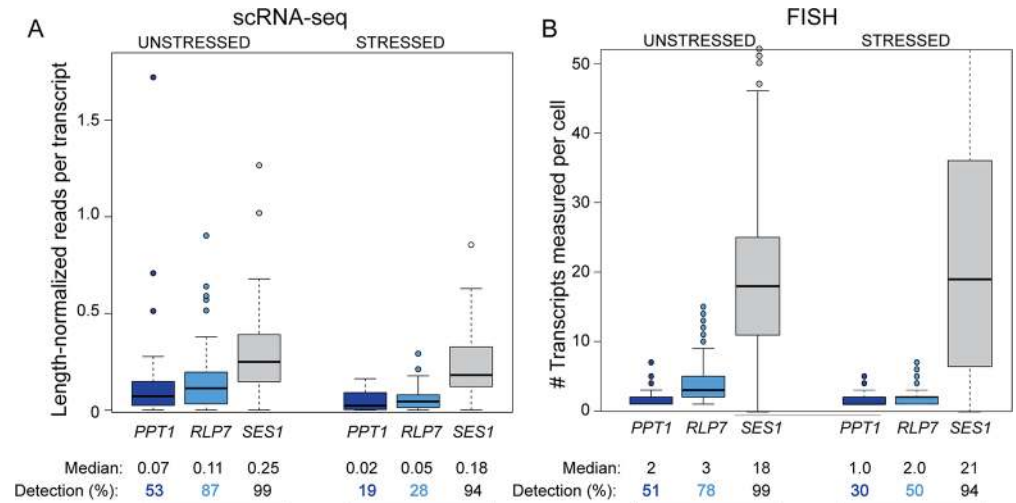 scRNA-seq
A
UNSTRESSED STRESSED
Length-normalized reads per transcript
1.5
1.0
0.5
0
PPT1 RLP7 SES1 PPT1 RLP7 SES1
Median: 0.07 0.11 0.25 0.02 0.05 0.18
Detection (%): 53 87 99 19 28 94
FISH
B
UNSTRESSED STRESSED
# Transcripts measured per cell
50
40
30
20
10
0
PPT1 RLP7 SES1 PPT1 RLP7 SES1
Median: 2 3 18 1.0 2.0 21
Detection (%): 51 78 99 30 50 94